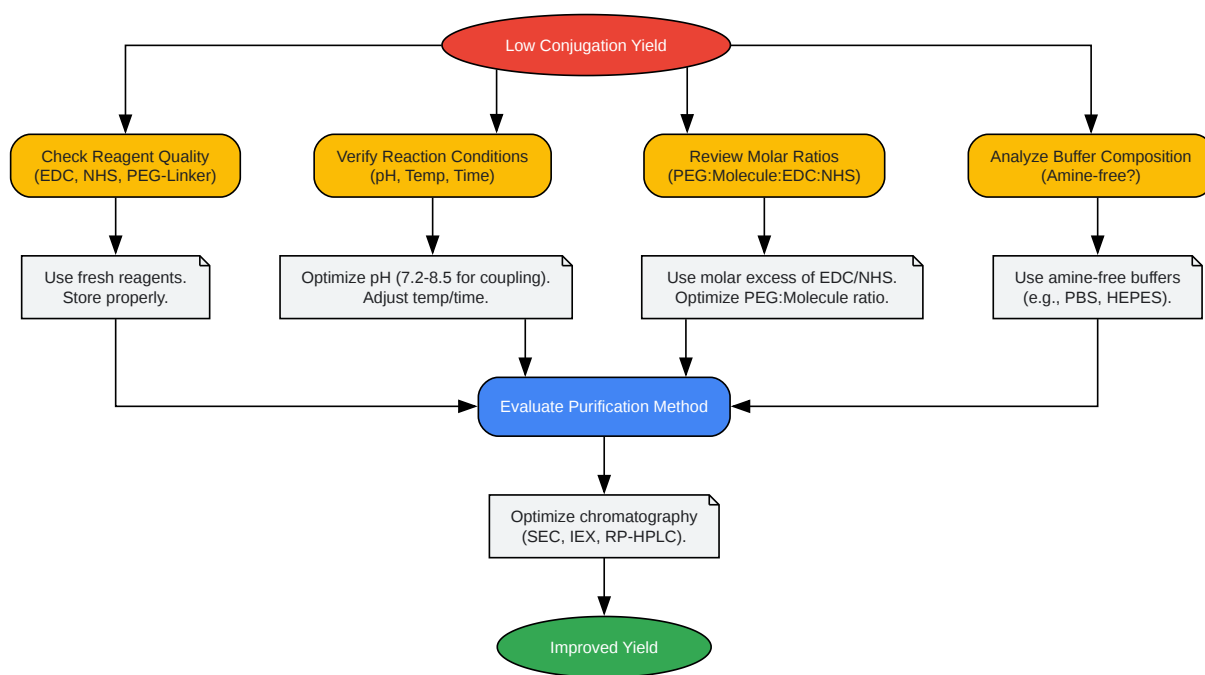 Low Conjugation Yield
Check Reagent Quality
(EDC, NHS, PEG-Linker)
Verify Reaction Conditions
(pH, Temp, Time)
Review Molar Ratios
(PEG:Molecule:EDC:NHS)
Analyze Buffer Composition
(Amine-free?)
Use fresh reagents.
Store properly.
Optimize pH (7.2-8.5 for coupling).
Adjust temp/time.
Use molar excess of EDC/NHS.
Optimize PEG:Molecule ratio.
Use amine-free buffers
(e.g., PBS, HEPES).
Evaluate Purification Method
Optimize chromatography
(SEC, IEX, RP-HPLC).
Improved Yield